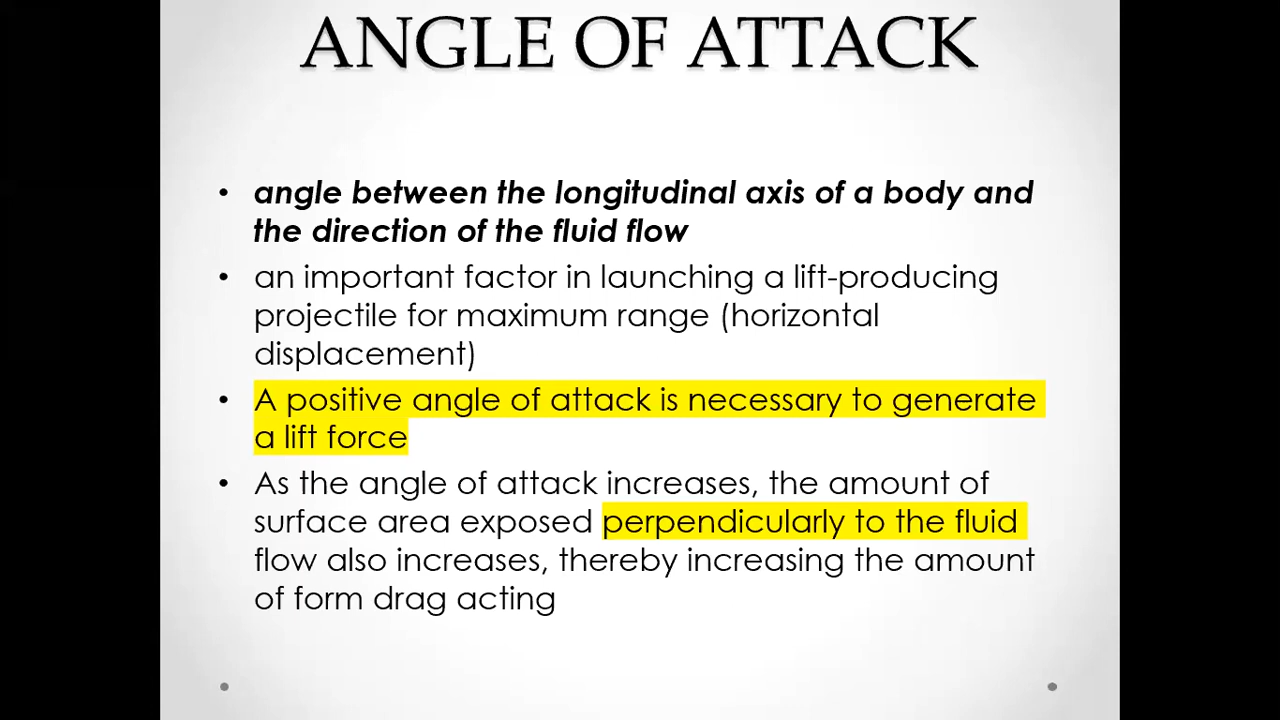 ANGLE OF ATTACK
• angle between the longitudinal axis of a body and
the direction of the fluid flow
• an important factor in launching a lift-producing
projectile for maximum range (horizontal
displacement)
• A positive angle of attack is necessary to generate
a lift force
• As the angle of attack increases, the amount of
surface area exposed perpendicularly to the fluid
flow also increases, thereby increasing the amount
of form drag acting